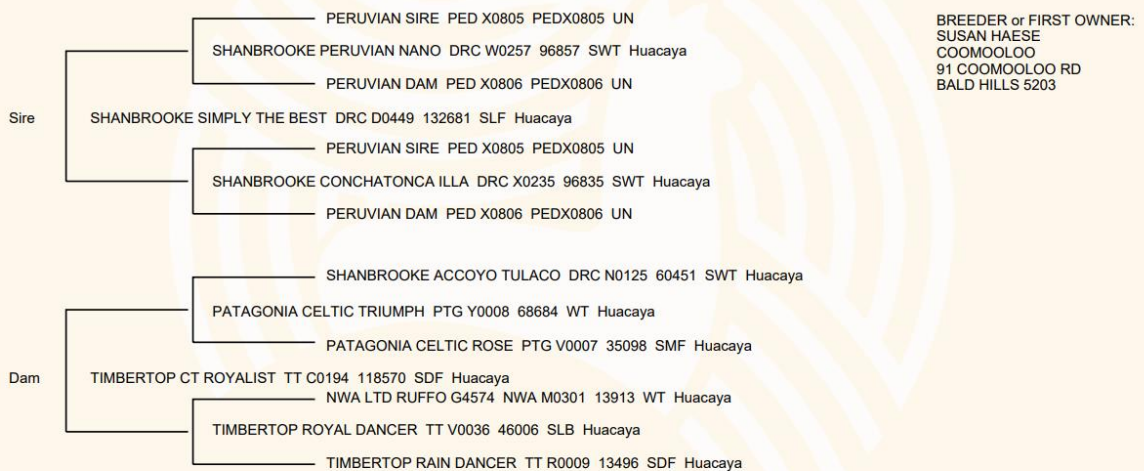 PERUVIAN SIRE PED X0805 PEDX0805 UN
SHANBROOKE PERUVIAN NANO DRC W0257 96857 SWT Huacaya
PERUVIAN DAM PED X0806 PEDX0806 UN
Sire
SHANBROOKE SIMPLY THE BEST DRC D0449 132681 SLF Huacaya
PERUVIAN SIRE PED X0805 PEDX0805 UN
SHANBROOKE CONCHATONCA ILLA DRC X0235 96835 SWT Huacaya
PERUVIAN DAM PED X0806 PEDX0806 UN
SHANBROOKE ACCOYO TULACO DRC N0125 60451 SWT Huacaya
PATAGONIA CELTIC TRIUMPH PTG Y0008 68684 WT Huacaya
PATAGONIA CELTIC ROSE PTG V0007 35098 SMF Huacaya
Dam
TIMBERTOP CT ROYALIST TT C0194 118570 SDF Huacaya
NWA LTD RUFFO G4574 NWA M0301 13913 WT Huacaya
TIMBERTOP ROYAL DANCER TT V0036 46006 SLB Huacaya
TIMBERTOP RAIN DANCER TT R0009 13496 SDF Huacaya
BREEDER or FIRST OWNER:
SUSAN HAESE
COOMOOLOO
91 COOMOOLOO RD
BALD HILLS 5203